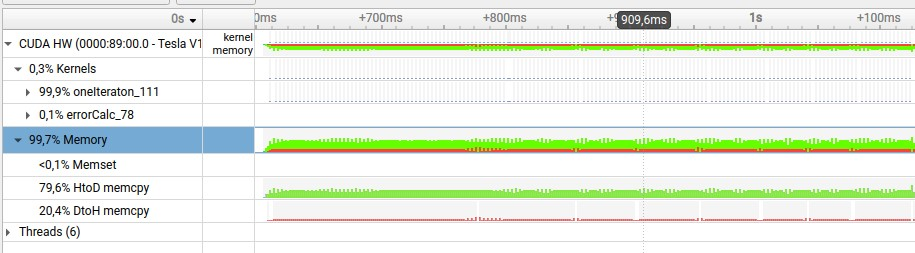 0s 0ms +700ms +800ms 909,6ms 1s +100ms
CUDA HW (0000:89:00.0 - Tesla V1 kernel
memory
0,3% Kernels
99,9% oneIteraton_111
0,1% errorCalc_78
99,7% Memory
<0,1% Memset
79,6% HtoD memcpy
20,4% DtoH memcpy
Threads (6)